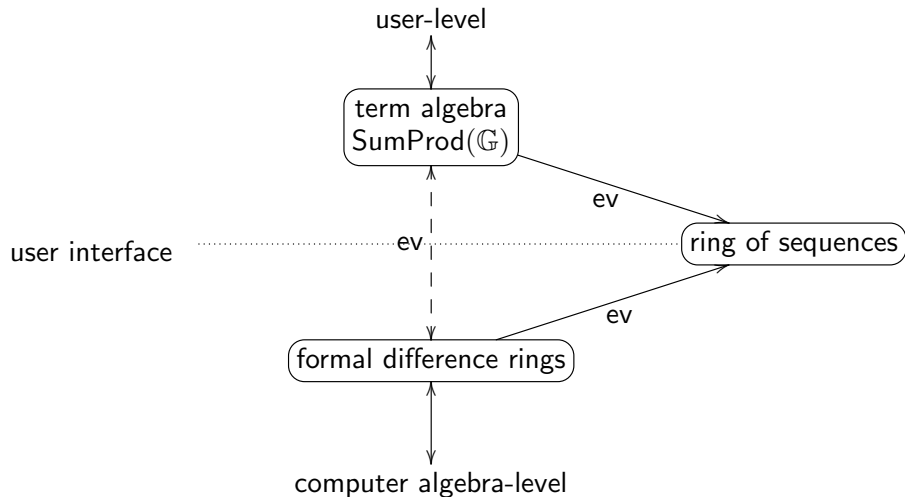 user-level
term algebra
SumProd(𝔾)
ev
user interface
ev
ring of sequences
ev
formal difference rings
computer algebra-level